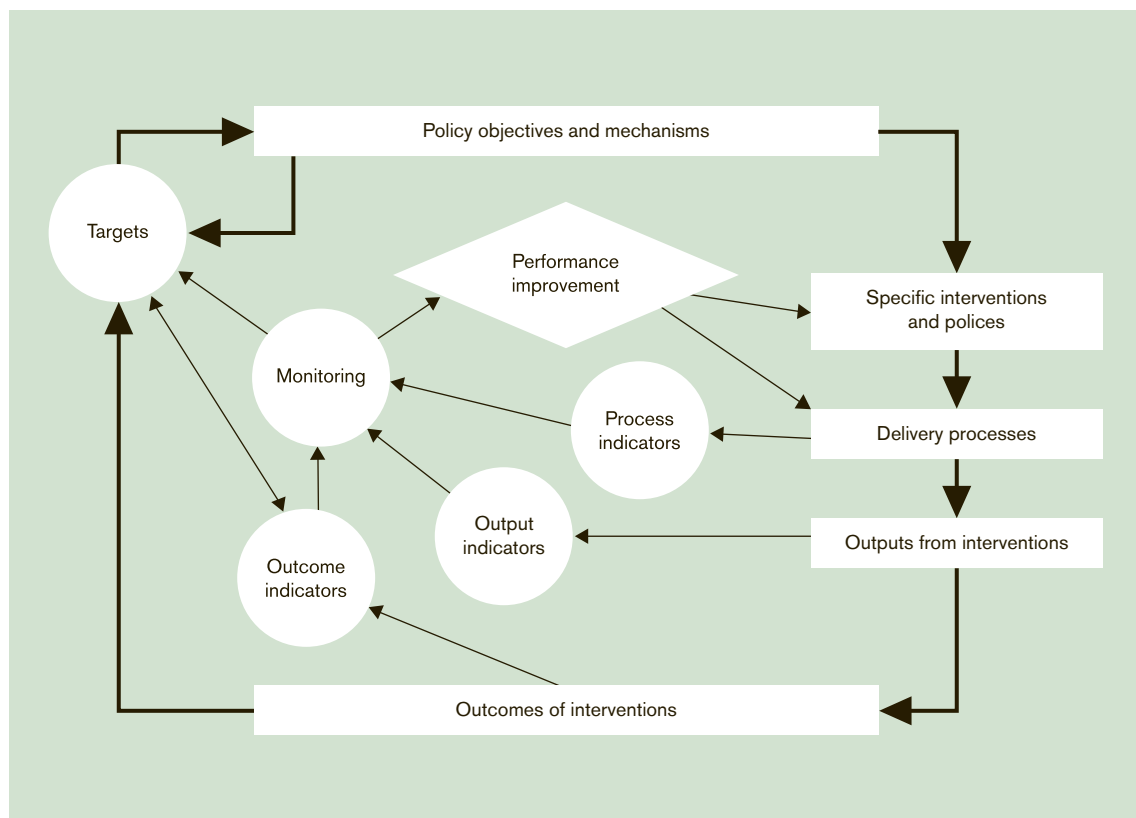 Policy objectives and mechanisms
Targets
Performance
improvement
Specific interventions
and polices
Monitoring
Process
indicators
Delivery processes
Output
indicators
Outputs from interventions
Outcome
indicators
Outcomes of interventions